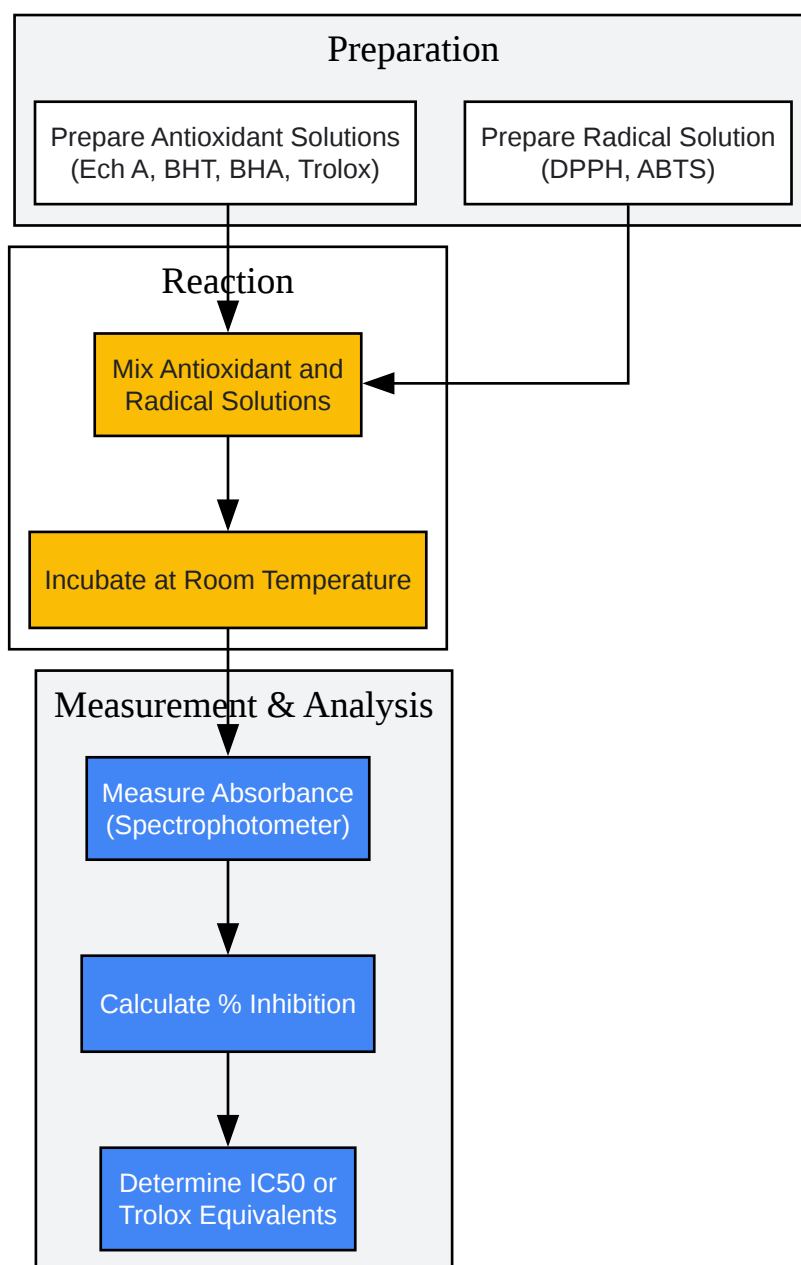 Preparation
Prepare Antioxidant Solutions
(Ech A, BHT, BHA, Trolox)
Prepare Radical Solution
(DPPH, ABTS)
Reaction
Mix Antioxidant and
Radical Solutions
Incubate at Room Temperature
Measurement & Analysis
Measure Absorbance
(Spectrophotometer)
Calculate % Inhibition
Determine IC50 or
Trolox Equivalents